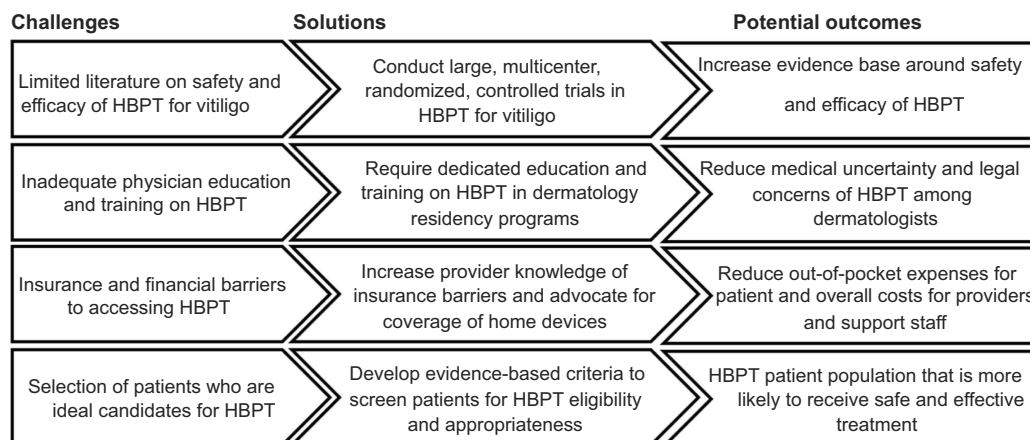 Challenges
Solutions
Potential outcomes
Limited literature on safety and
efficacy of HBPT for vitiligo
Conduct large, multicenter,
randomized, controlled trials in
HBPT for vitiligo
Increase evidence base around safety
and efficacy of HBPT
Inadequate physician education
and training on HBPT
Require dedicated education and
training on HBPT in dermatology
residency programs
Reduce medical uncertainty and legal
concerns of HBPT among
dermatologists
Insurance and financial barriers
to accessing HBPT
Increase provider knowledge of
insurance barriers and advocate for
coverage of home devices
Reduce out-of-pocket expenses for
patient and overall costs for providers
and support staff
Selection of patients who are
ideal candidates for HBPT
Develop evidence-based criteria to
screen patients for HBPT eligibility
and appropriateness
HBPT patient population that is more
likely to receive safe and effective
treatment